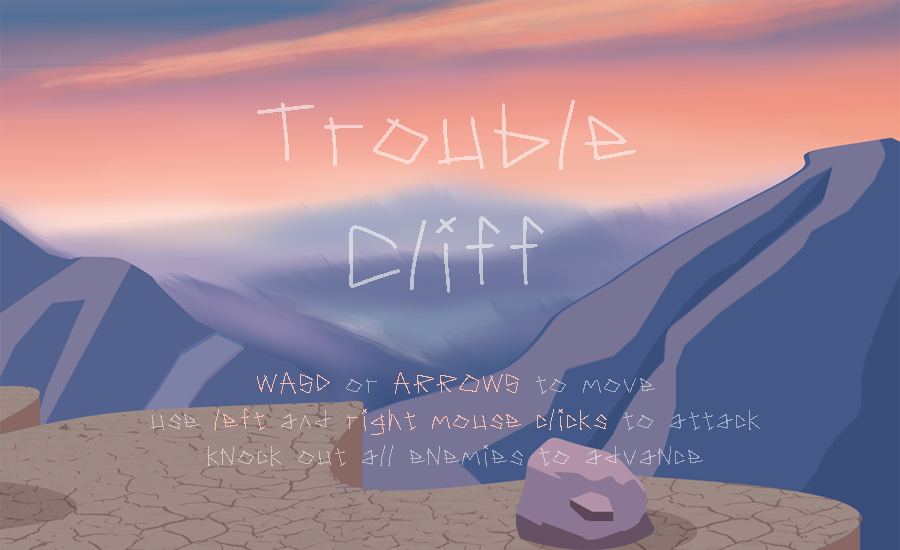 Trouble
Cliff
WASD or ARROWS to move
use left and right mouse clicks to attack
kNock out all eNemies to advaNce